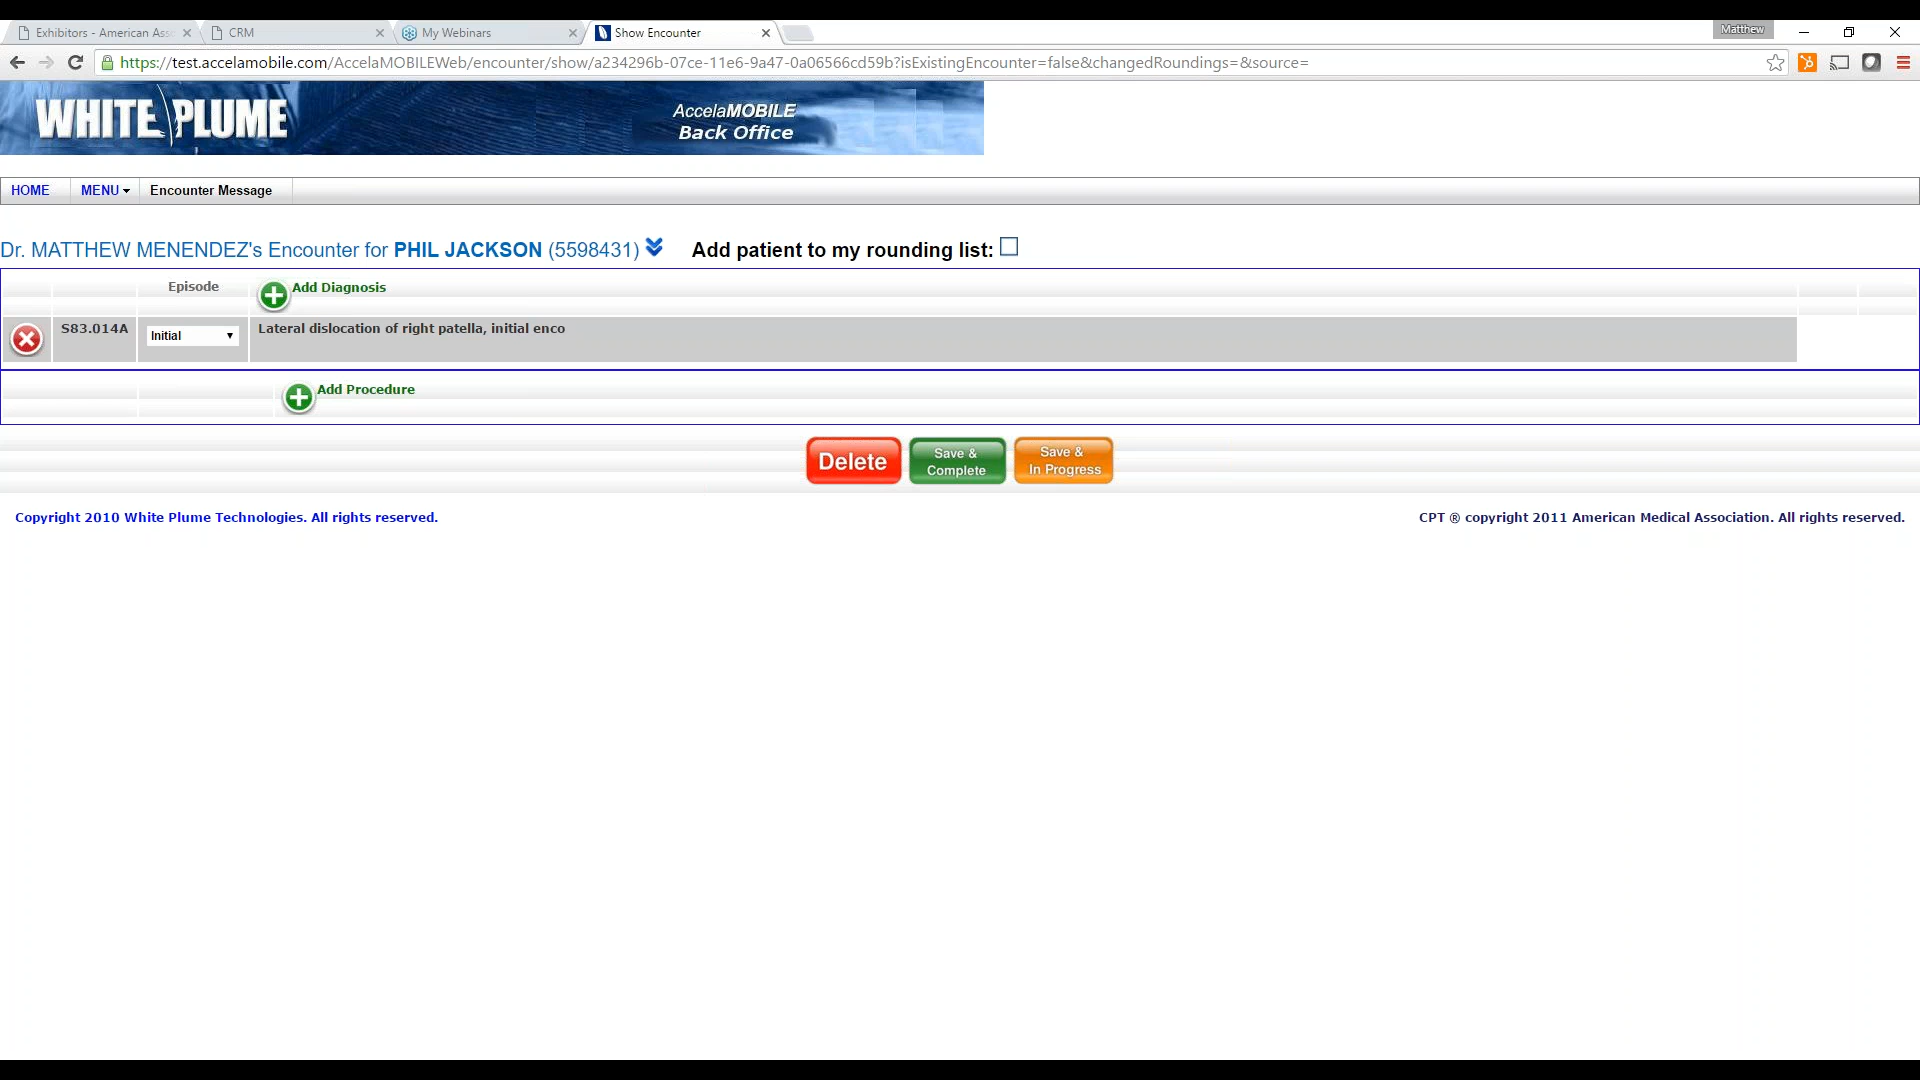 Exhibitors - American Ass
CRM
My Webinars
Show Encounter
Matthew
https://test.accelamobile.com/AccelaMOBILEWeb/encounter/show/a234296b-07ce-11e6-9a47-0a06566cd59b?isExistingEncounter=false&changedRoundings=&source=
WHITE PLUME
AccelaMOBILE
Back Office
HOME
MENU
Encounter Message
Dr. MATTHEW MENENDEZ's Encounter for PHIL JACKSON (5598431)
Add patient to my rounding list:
Episode
Add Diagnosis
S83.014A
Initial
Lateral dislocation of right patella, initial enco
Add Procedure
Delete
Save &
Complete
Save &
In Progress
Copyright 2010 White Plume Technologies. All rights reserved.
CPT ® copyright 2011 American Medical Association. All rights reserved.